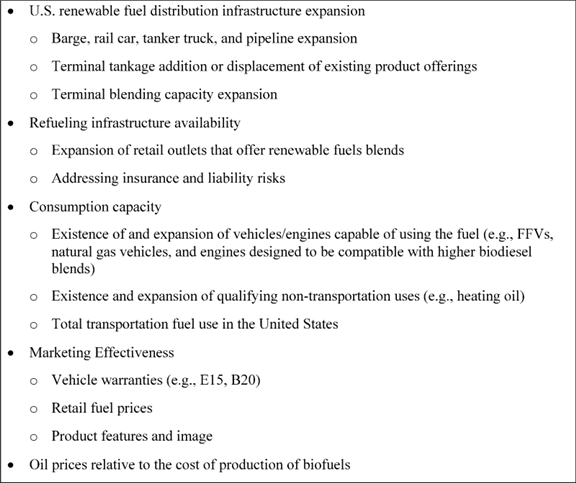 • U.S. renewable fuel distribution infrastructure expansion
o Barge, rail car, tanker truck, and pipeline expansion
o Terminal tankage addition or displacement of existing product offerings
o Terminal blending capacity expansion
• Refueling infrastructure availability
o Expansion of retail outlets that offer renewable fuels blends
o Addressing insurance and liability risks
• Consumption capacity
o Existence of and expansion of vehicles/engines capable of using the fuel (e.g., FFVs,
natural gas vehicles, and engines designed to be compatible with higher biodiesel
blends)
o Existence and expansion of qualifying non-transportation uses (e.g., heating oil)
o Total transportation fuel use in the United States
• Marketing Effectiveness
o Vehicle warranties (e.g., E15, B20)
o Retail fuel prices
o Product features and image
• Oil prices relative to the cost of production of biofuels